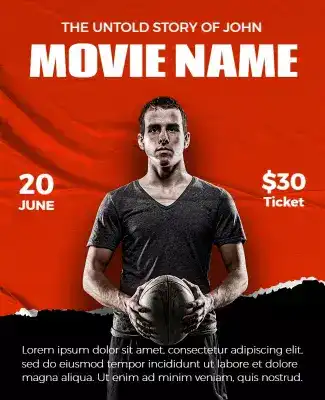 THE UNTOLD STORY OF JOHN
MOVIE NAME
20
JUNE
$30
Ticket
Lorem ipsum dolor sit amet, consectetur adipiscing elit,
sed do eiusmod tempor incididunt ut labore et dolore
magna aliqua. Ut enim ad minim veniam, quis nostrud.